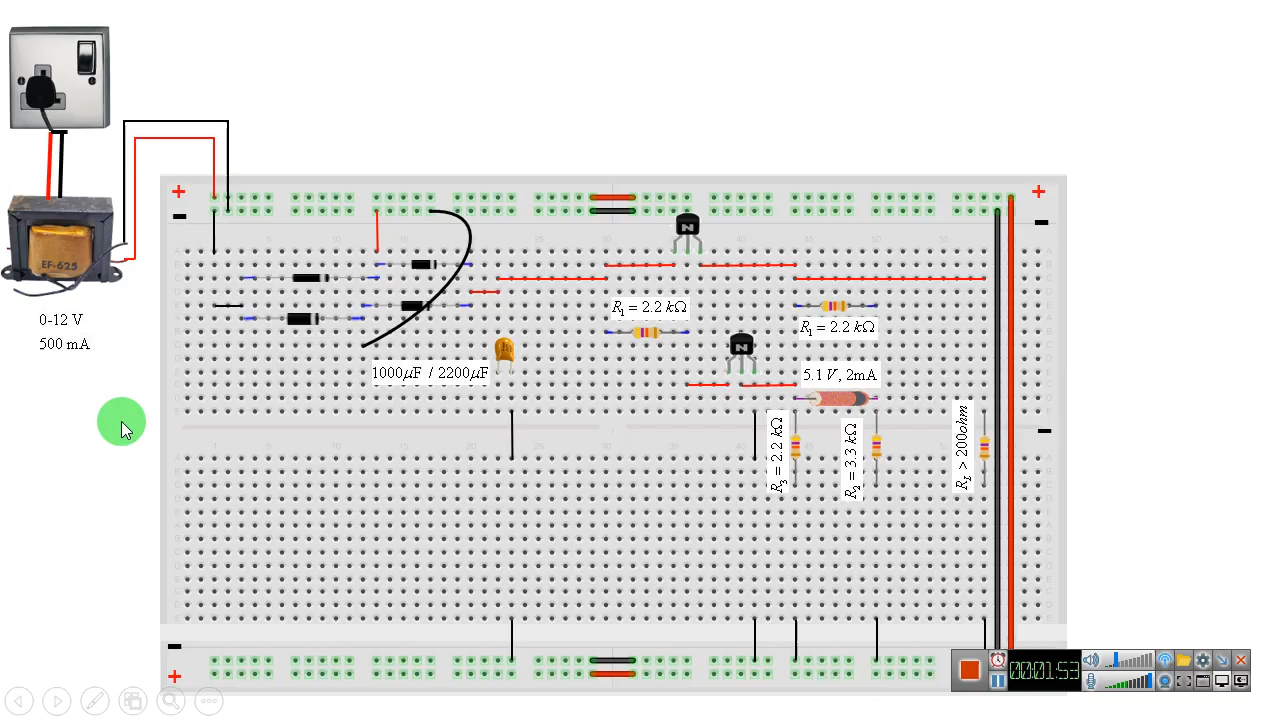 EF-625
0-12 V
500 mA
+
+
N
R₁ = 2.2 kΩ
R₁ = 2.2 kΩ
N
1000μF / 2200μF
5.1 V, 2mA
R₃ = 2.2 kΩ
R₂ = 3.3 kΩ
R_L > 200ohm
+
00:01:53